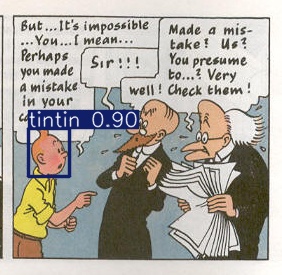 But...It's impossible
...You...I mean...
Perhaps
you made
a mistake
in your
tintin 0.90
Sir!!!
Made a mis-
take? Us?
You presume
to...? Very
well! Check them!